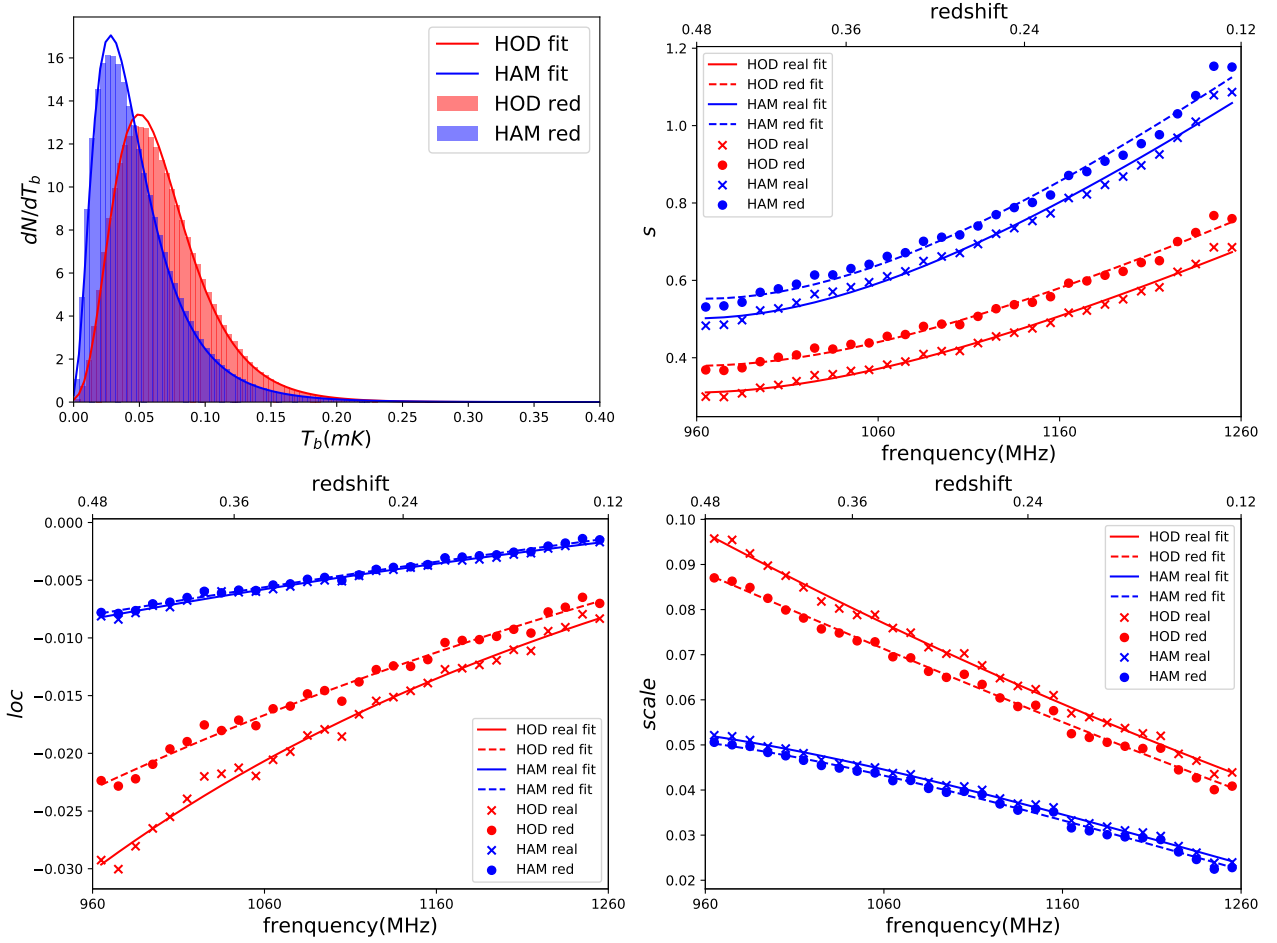 HOD fit
HAM fit
HOD red
HAM red
dN/dT_b
16
14
12
10
8
6
4
2
0
0.00 0.05 0.10 0.15 0.20 0.25 0.30 0.35 0.40
T_b(mK)
redshift
0.48 0.36 0.24 0.12
HOD real fit
HOD red fit
HAM real fit
HAM red fit
HOD real
HOD red
HAM real
HAM red
s
1.2
1.0
0.8
0.6
0.4
960 1060 1160 1260
frenquency(MHz)
redshift
0.48 0.36 0.24 0.12
loc
0.000
−0.005
−0.010
−0.015
−0.020
−0.025
−0.030
HOD real fit
HOD red fit
HAM real fit
HAM red fit
HOD real
HOD red
HAM real
HAM red
960 1060 1160 1260
frenquency(MHz)
redshift
0.48 0.36 0.24 0.12
HOD real fit
HOD red fit
HAM real fit
HAM red fit
HOD real
HOD red
HAM real
HAM red
scale
0.10
0.09
0.08
0.07
0.06
0.05
0.04
0.03
0.02
960 1060 1160 1260
frenquency(MHz)